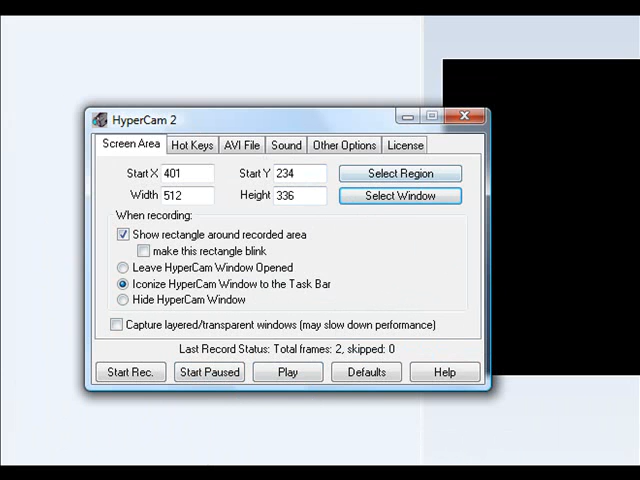 HyperCam 2
Screen Area Hot Keys AVI File Sound Other Options License
Start X 401 Start Y 234 Select Region
Width 512 Height 336 Select Window
When recording:
Show rectangle around recorded area
make this rectangle blink
Leave HyperCam Window Opened
Iconize HyperCam Window to the Task Bar
Hide HyperCam Window
Capture layered/transparent windows (may slow down performance)
Last Record Status: Total frames: 2, skipped: 0
Start Rec. Start Paused Play Defaults Help